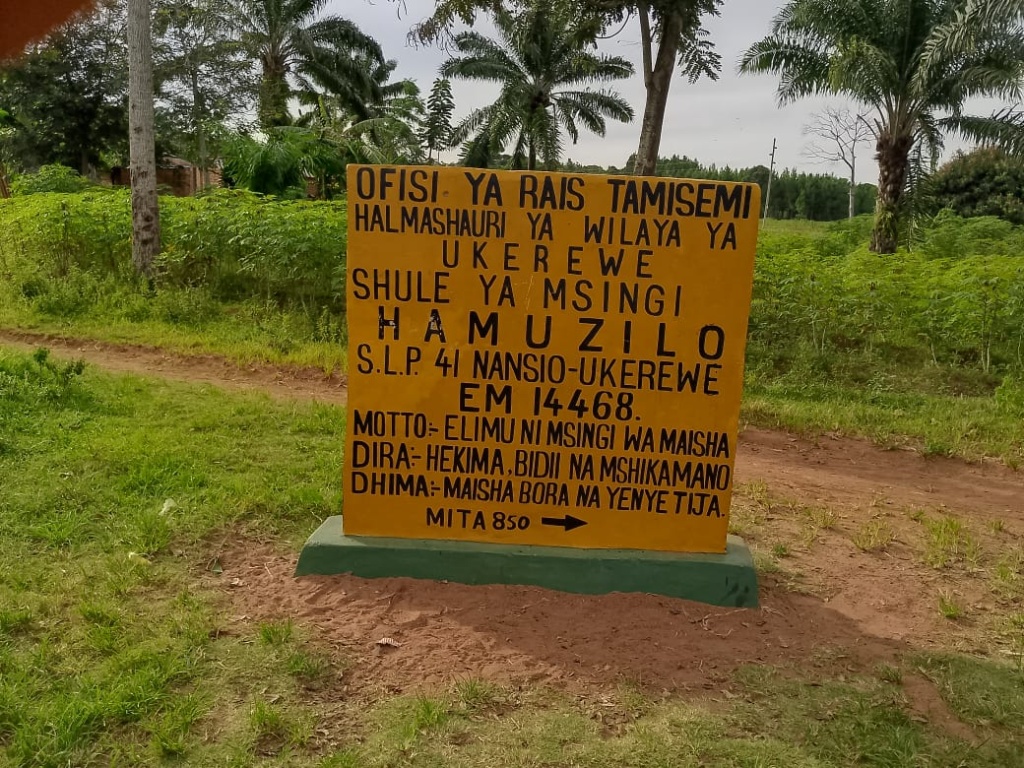 OFISI YA RAIS TAMISEMI
HALMASHAURI YA WILAYA YA
UKEREWE
SHULE YA MSINGI
HAMUZILO
S.L.P. 41 NANSIO-UKEREWE
EM 14468.
MOTTO:- ELIMU NI MSINGI WA MAISHA
DIRA:- HEKIMA, BIDII NA MSHIKAMANO
DHIMA:- MAISHA BORA NA YENYE TIJA.
MITA 850 →